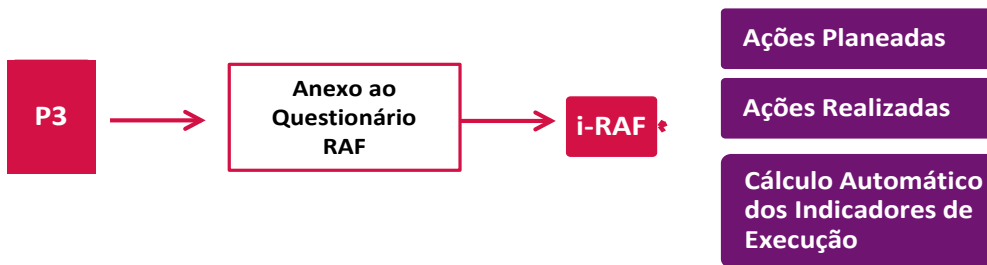 P3
Anexo ao
Questionário
RAF
i-RAF
Ações Planeadas
Ações Realizadas
Cálculo Automático
dos Indicadores de
Execução